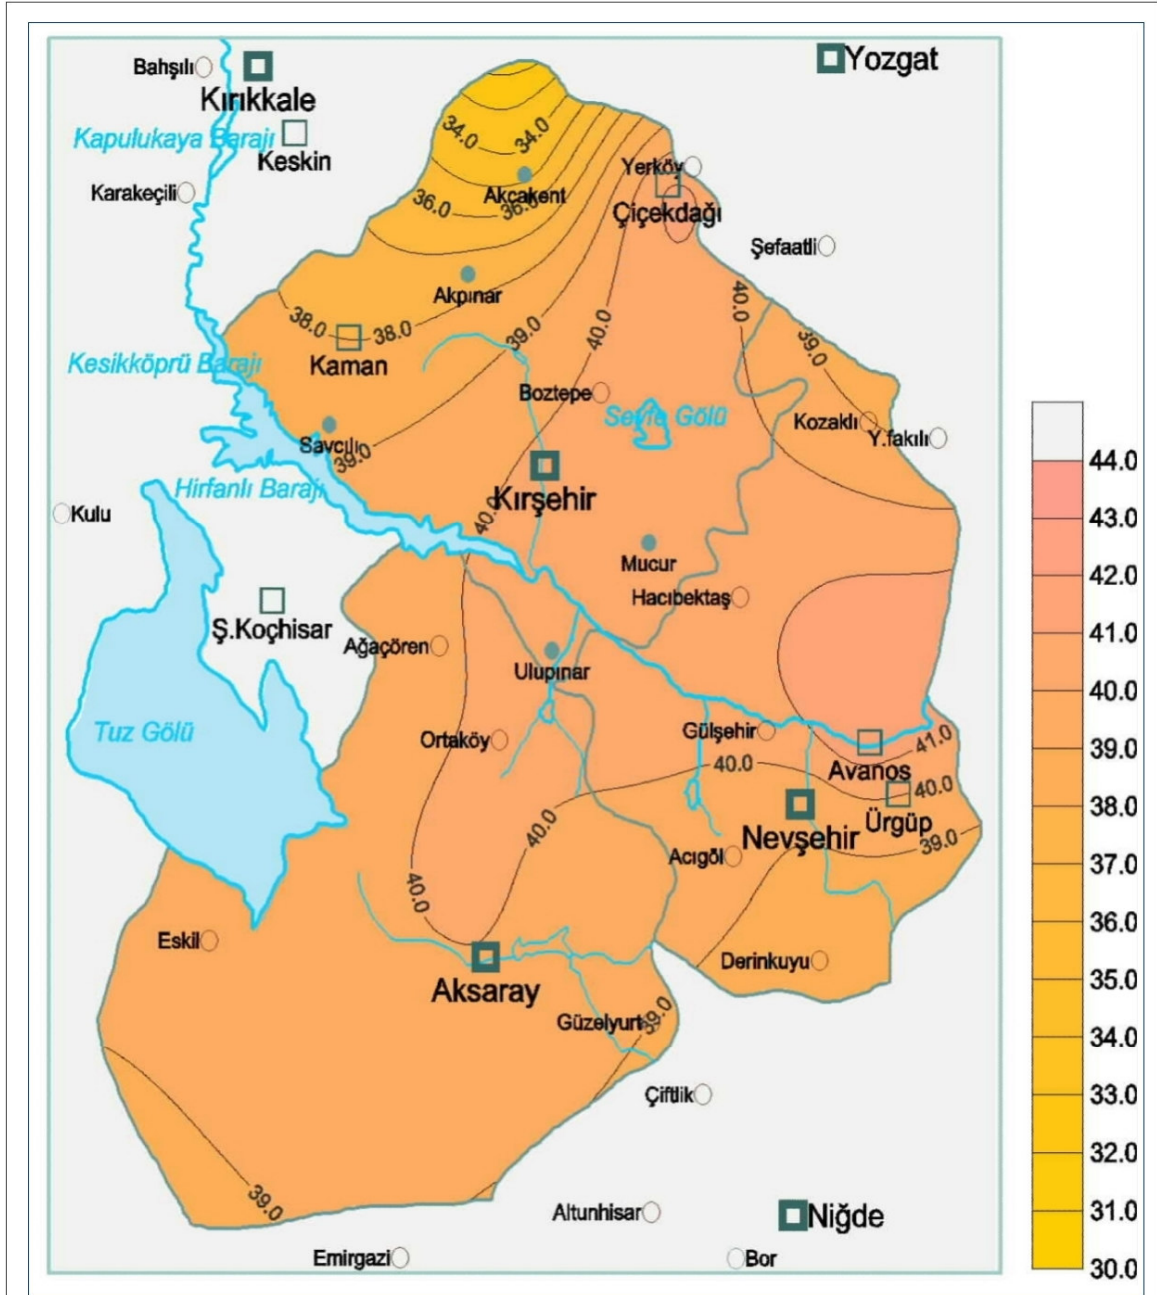 Bahşılı
Kırıkkale
Yozgat
Kapulukaya Barajı
Keskin
34.0
34.0
Yerköy
Karakeçili
Akçakent
36.0
36.0
Çiçekdağı
Şefaatli
Akpınar
40.0
38.0
38.0
39.0
40.0
39.0
Kesikköprü Barajı
Kaman
Boztepe
Seyfe Gölü
Kozaklı
Y.fakılı
Savcılı
39.0
44.0
Hirfanlı Barajı
Kırşehir
40.0
Kulu
43.0
Mucur
42.0
Hacıbektaş
Ş.Koçhisar
41.0
Ağaçören
Ulupınar
40.0
Tuz Gölü
Ortaköy
Gülşehir
41.0
39.0
40.0
Avanos
40.0
38.0
Nevşehir
Ürgüp
40.0
39.0
Acıgöl
37.0
40.0
36.0
Eskil
Derinkuyu
35.0
Aksaray
Güzelyurt
39.0
34.0
Çiftlik
33.0
32.0
39.0
Altunhisar
Niğde
31.0
Emirgazi
Bor
30.0